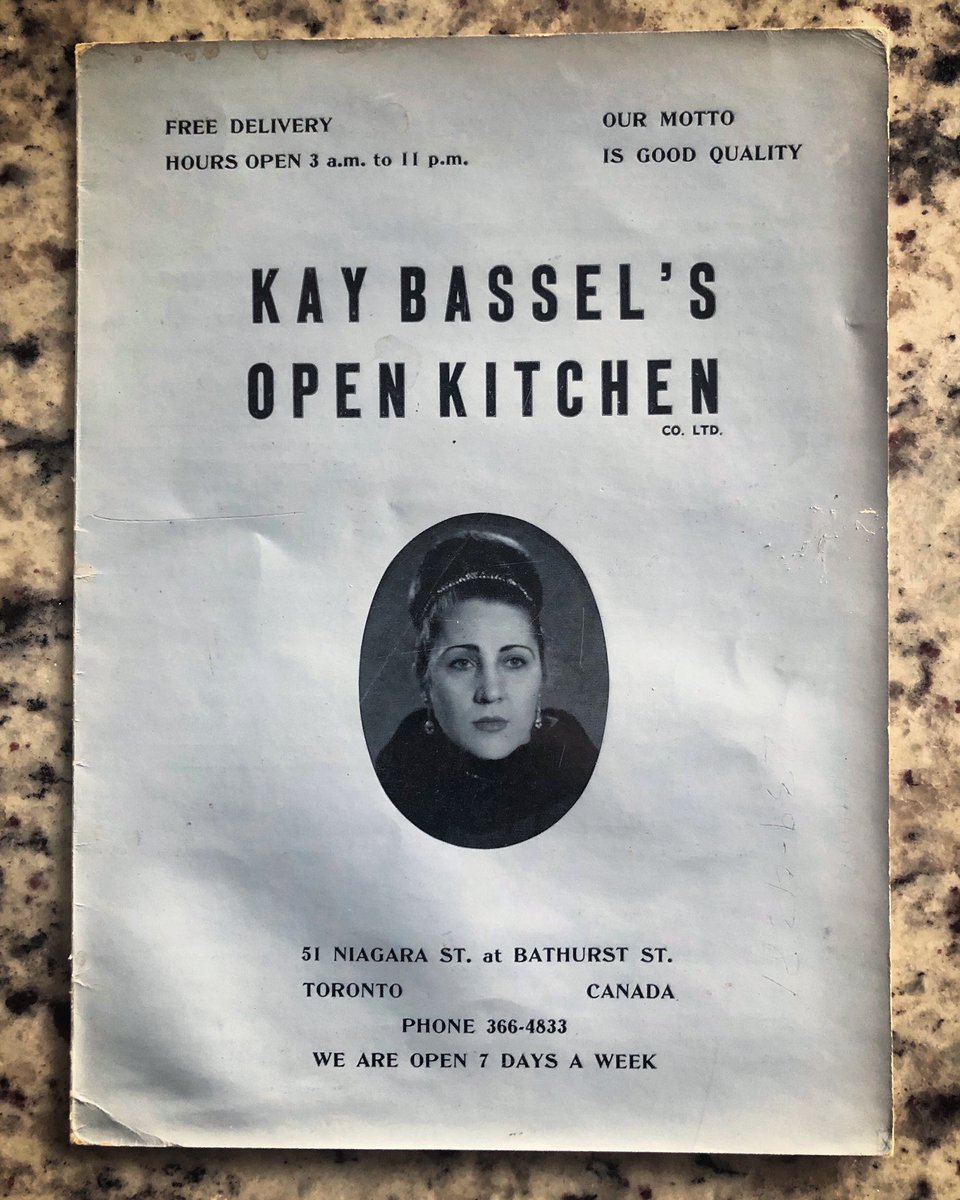 FREE DELIVERY
HOURS OPEN 3 a.m. to 11 p.m.
OUR MOTTO
IS GOOD QUALITY
KAY BASSEL'S
OPEN KITCHEN
CO. LTD.
51 NIAGARA ST. at BATHURST ST.
TORONTO CANADA
PHONE 366-4833
WE ARE OPEN 7 DAYS A WEEK